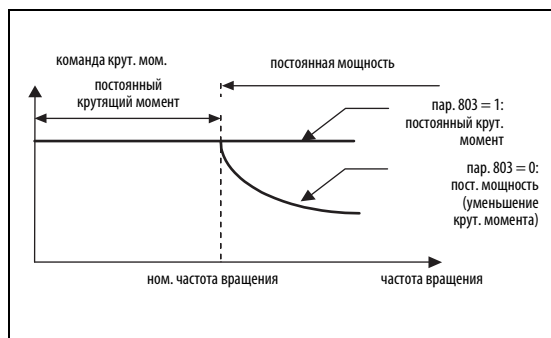 команда крут. мом.
постоянный
крутящий момент
постоянная мощность
пар. 803 = 1:
постоянный крут.
момент
пар. 803 = 0:
пост. мощность
(уменьшение
крут. момента)
ном. частота вращения
частота вращения